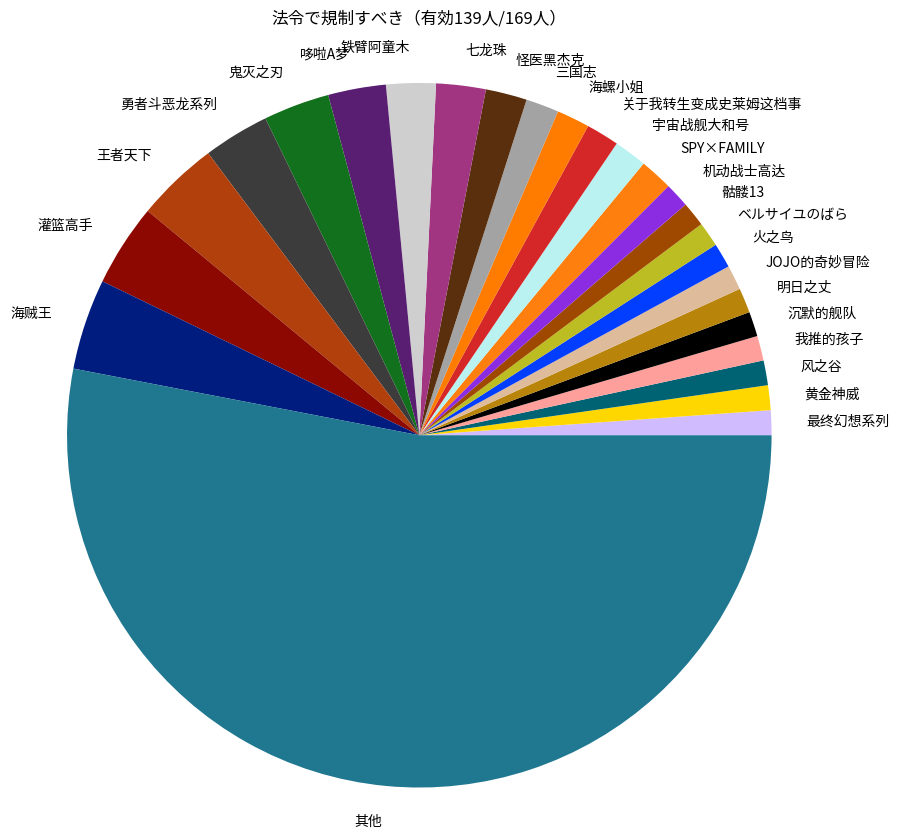 法令で規制すべき（有効139人/169人）
铁臂阿童木
七龙珠
哆啦A梦
怪医黑杰克
鬼灭之刃
三国志
海螺小姐
勇者斗恶龙系列
关于我转生变成史莱姆这档事
宇宙战舰大和号
王者天下
SPY×FAMILY
机动战士高达
骷髅13
ベルサイユのばら
灌篮高手
火之鸟
JOJO的奇妙冒险
明日之丈
海贼王
沉默的舰队
我推的孩子
风之谷
黄金神威
最终幻想系列
其他